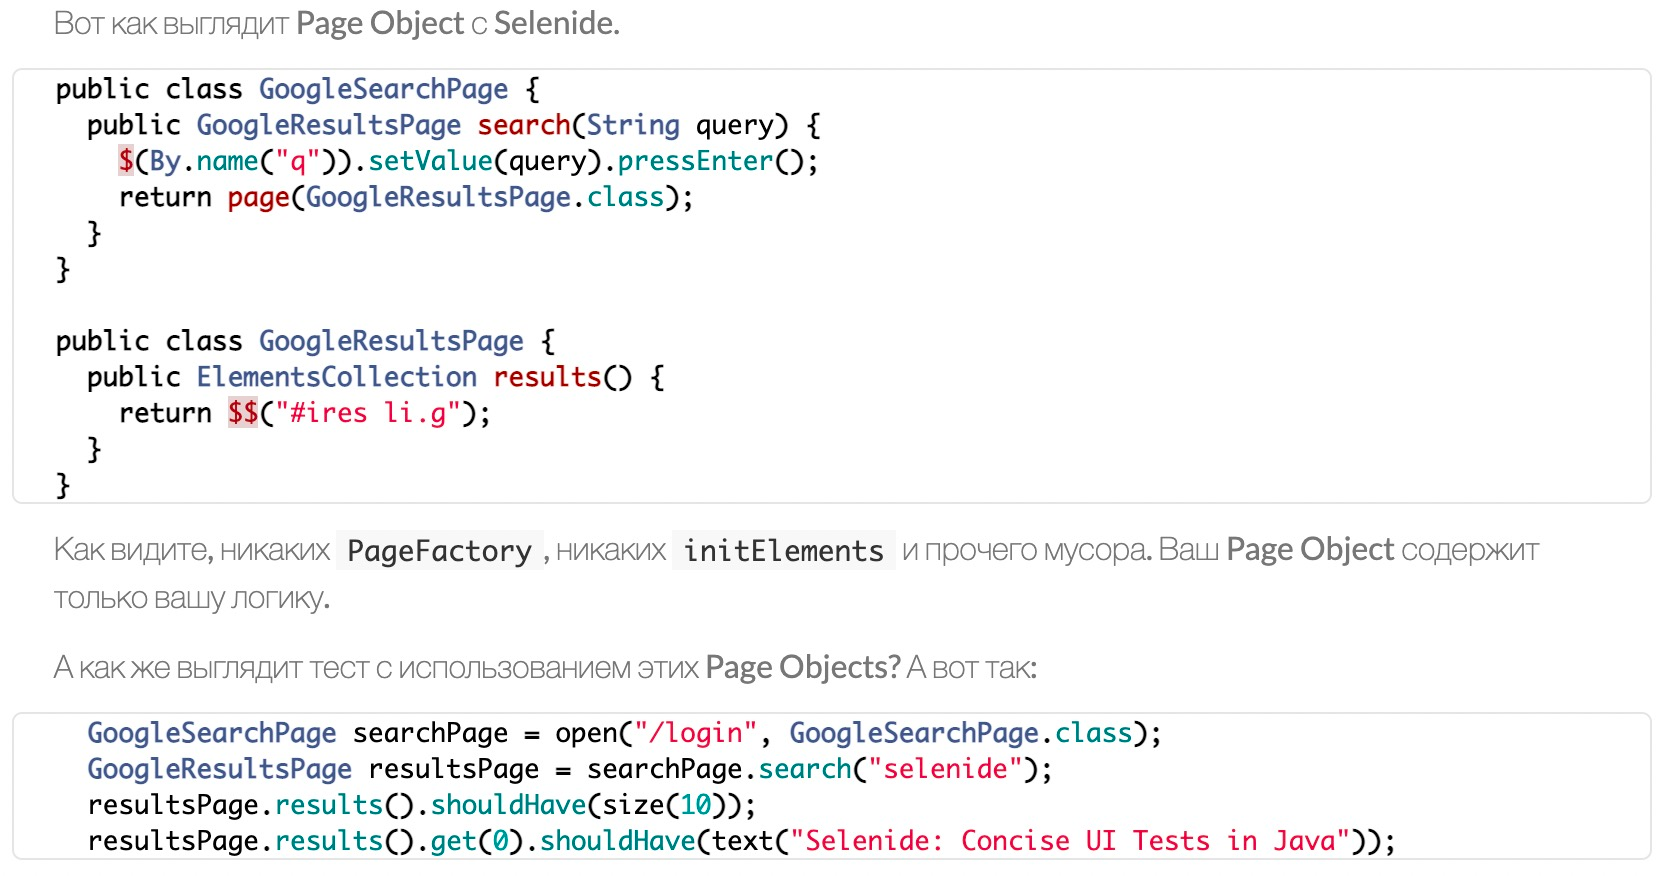 Вот как выглядит Page Object с Selenide.
public class GoogleSearchPage {
  public GoogleResultsPage search(String query) {
    $(By.name("q")).setValue(query).pressEnter();
    return page(GoogleResultsPage.class);
  }
}
public class GoogleResultsPage {
  public ElementsCollection results() {
    return $$("#ires li.g");
  }
}
Как видите, никаких PageFactory, никаких initElements и прочего мусора. Ваш Page Object содержит
только вашу логику.
А как же выглядит тест с использованием этих Page Objects? А вот так:
  GoogleSearchPage searchPage = open("/login", GoogleSearchPage.class);
  GoogleResultsPage resultsPage = searchPage.search("selenide");
  resultsPage.results().shouldHave(size(10));
  resultsPage.results().get(0).shouldHave(text("Selenide: Concise UI Tests in Java"));